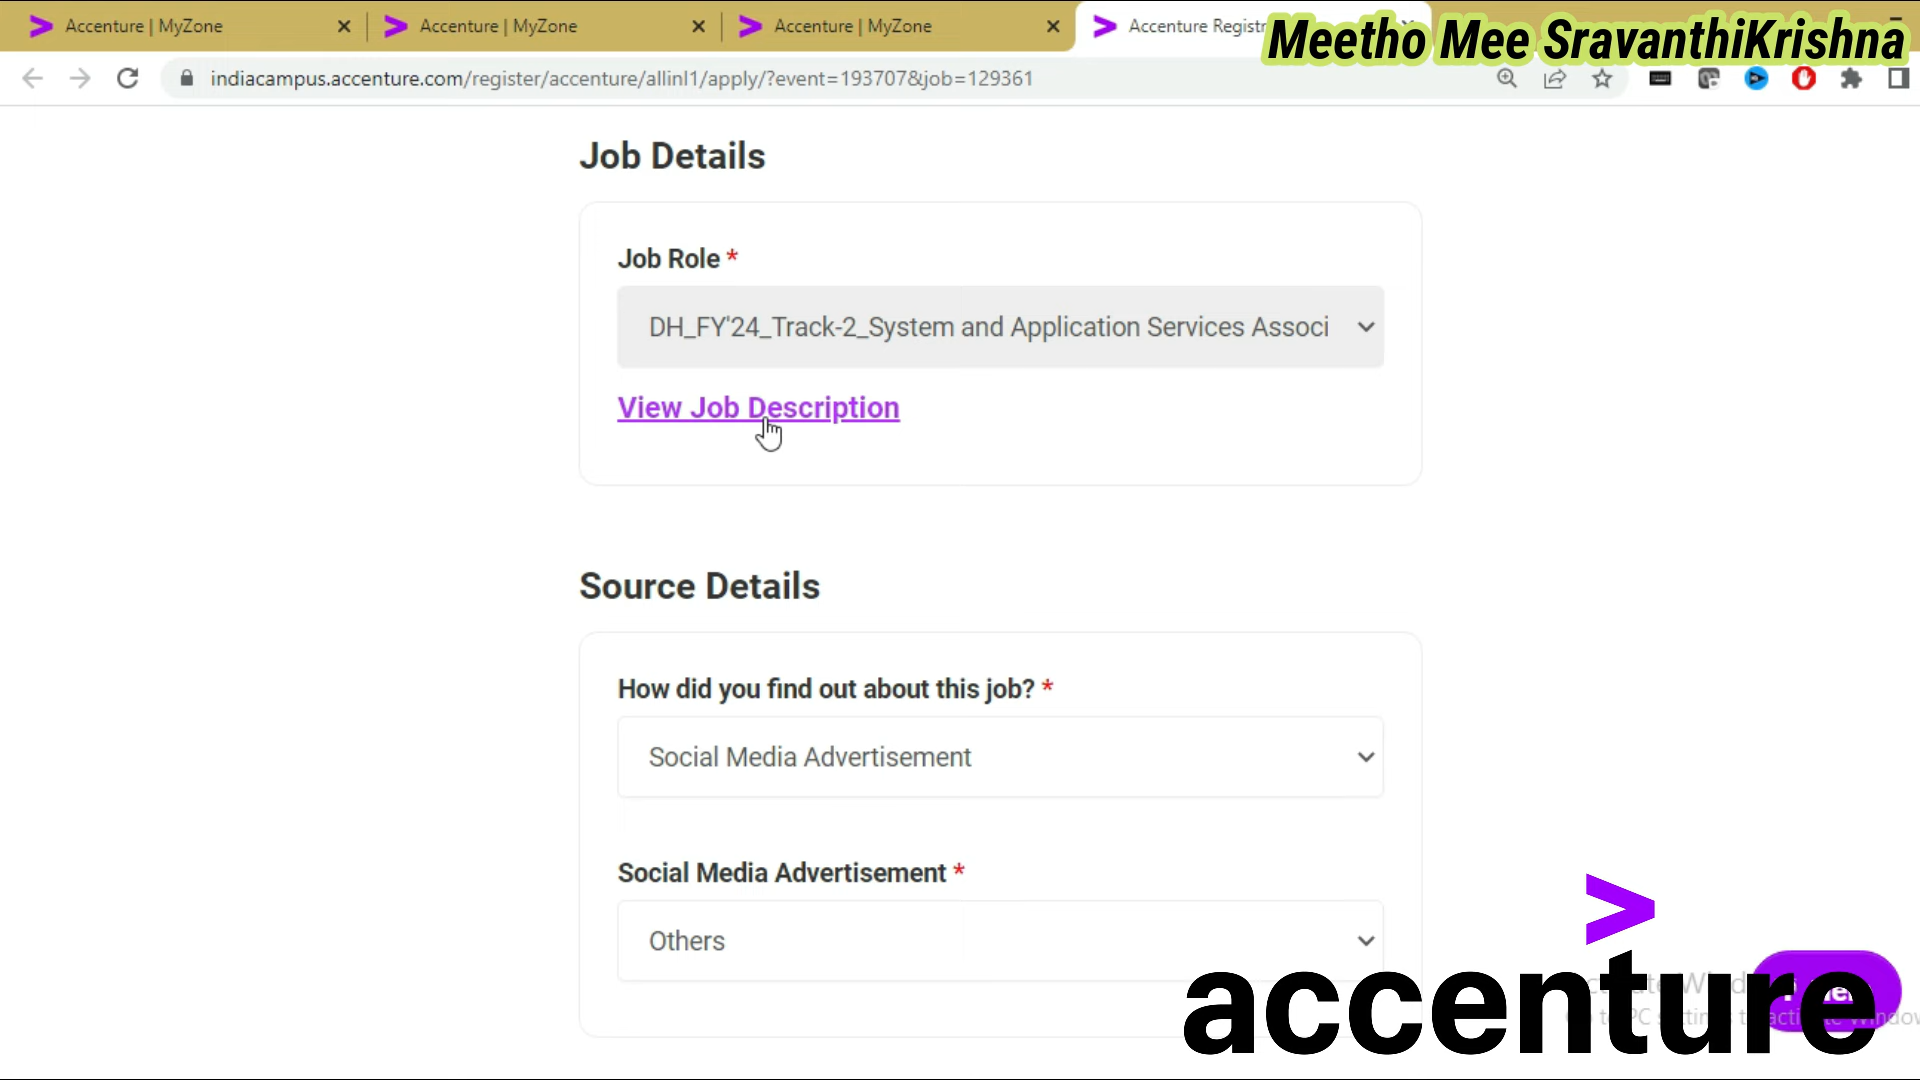 Accenture | MyZone
Accenture | MyZone
Accenture | MyZone
Accenture Registr
Meetho Mee SravanthiKrishna
indiacampus.accenture.com/register/accenture/allinl1/apply/?event=193707&job=129361
Job Details
Job Role *
DH_FY'24_Track-2_System and Application Services Associ
View Job Description
Source Details
How did you find out about this job? *
Social Media Advertisement
Social Media Advertisement *
Others
accenture